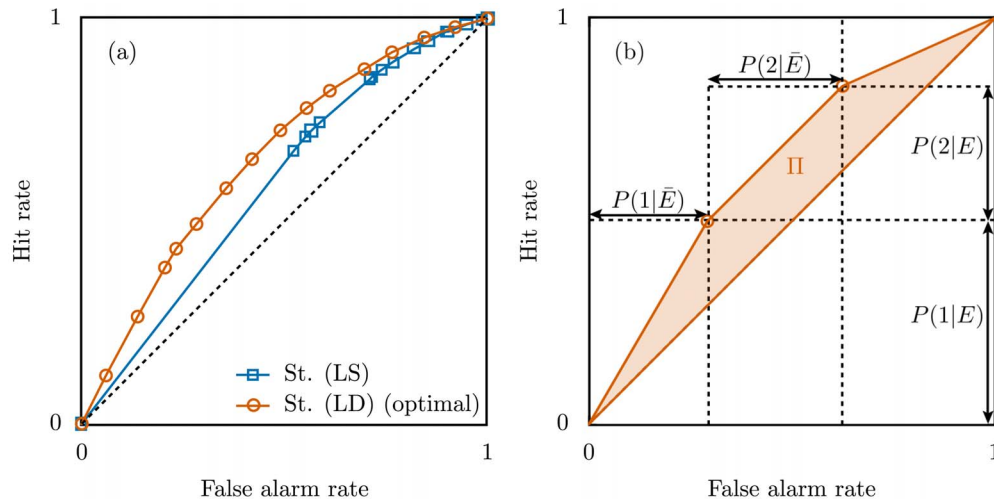 1
(a)
Hit rate
St. (LS)
St. (LD) (optimal)
0
0
1
False alarm rate
1
(b)
P(2|Ē)
P(2|E)
Π
P(1|Ē)
Hit rate
P(1|E)
0
0
1
False alarm rate